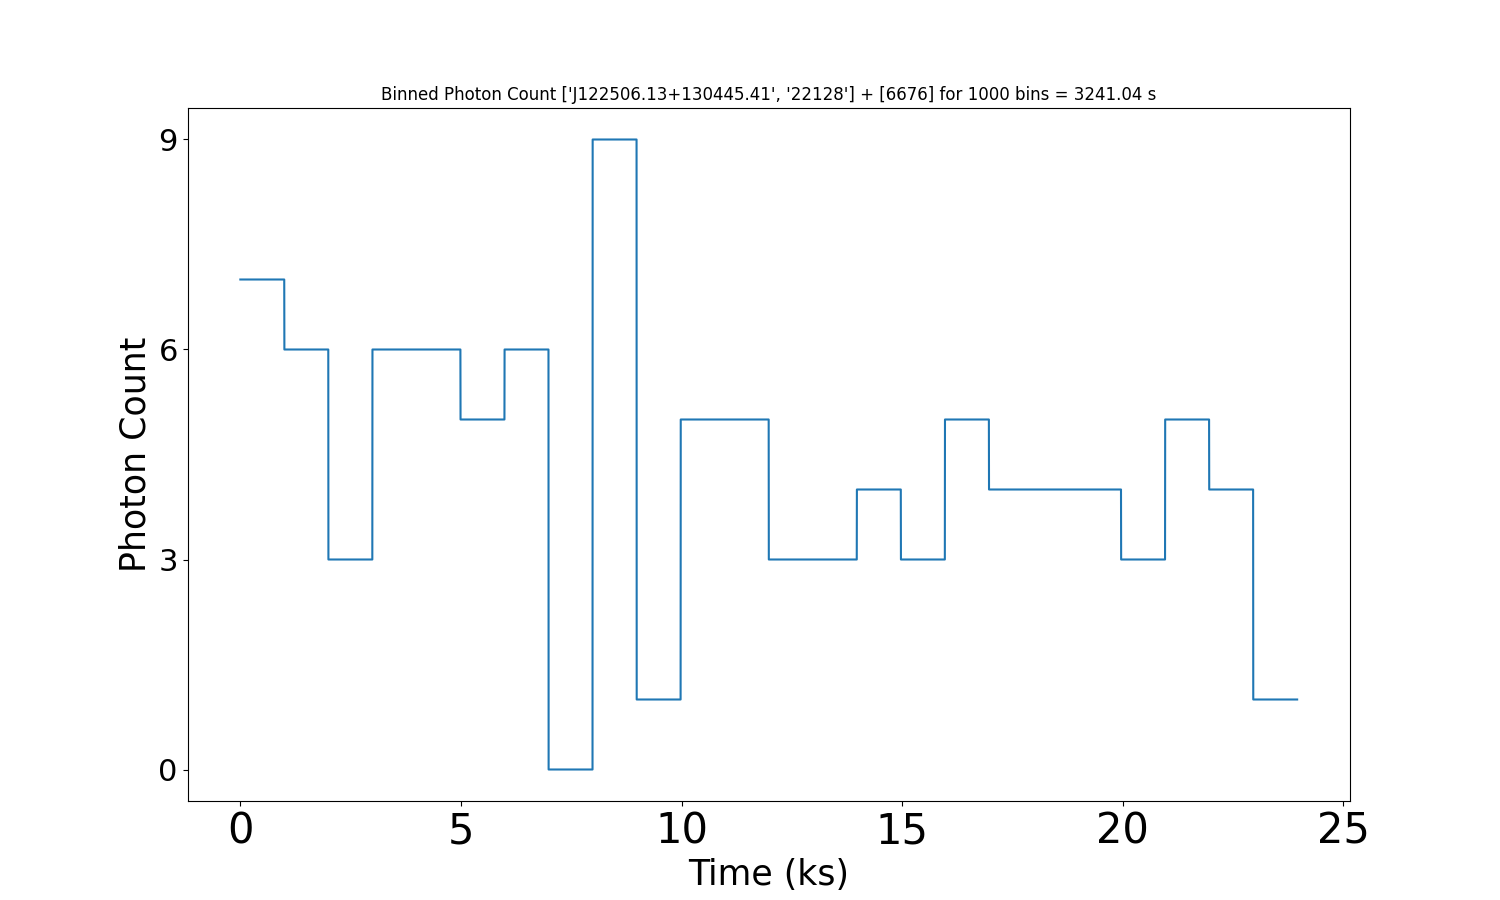 Binned Photon Count ['J122506.13+130445.41', '22128'] + [6676] for 1000 bins = 3241.04 s
9
6
3
0
Photon Count
0 5 10 15 20 25
Time (ks)